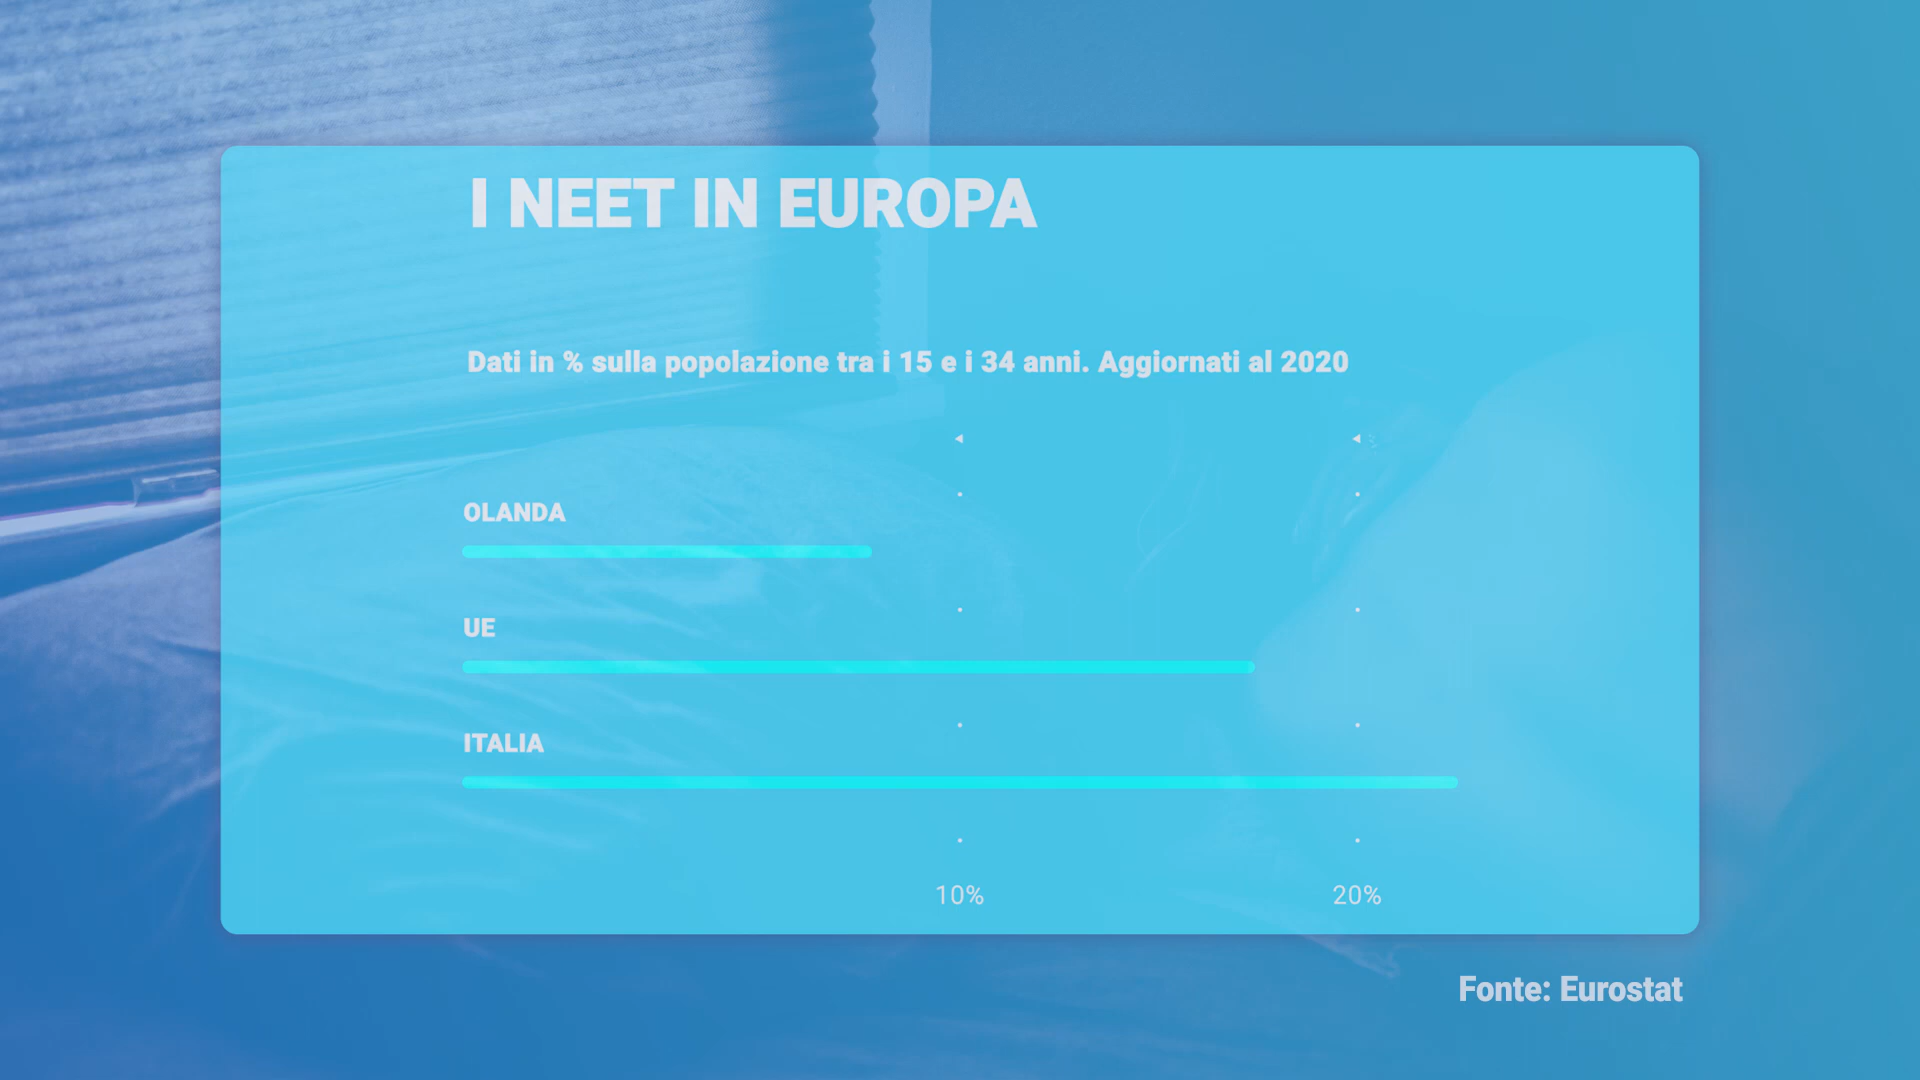 I NEET IN EUROPA
Dati in % sulla popolazione tra i 15 e i 34 anni. Aggiornati al 2020
OLANDA
UE
ITALIA
10% 20%
Fonte: Eurostat